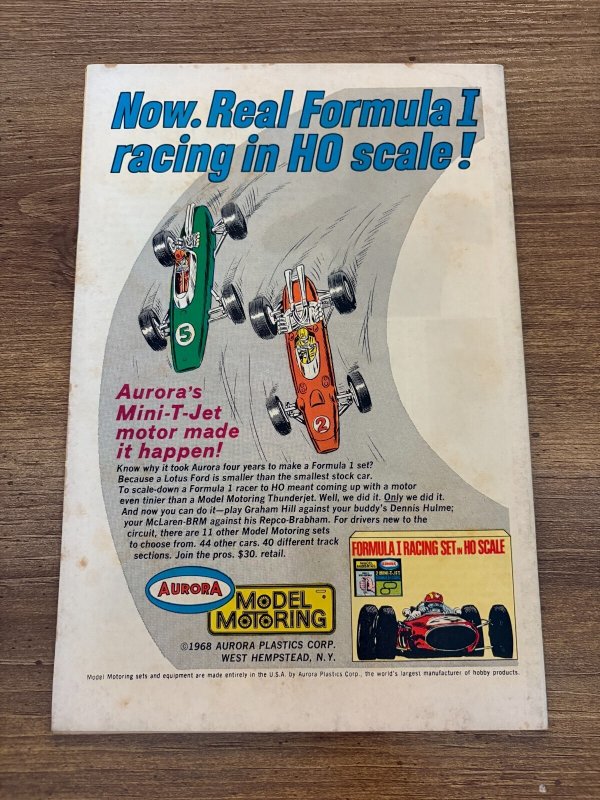 Now. Real Formula I
racing in HO scale!
5
2
Aurora's
Mini-T-Jet
motor made
it happen!
Know why it took Aurora four years to make a Formula 1 set?
Because a Lotus Ford is smaller than the smallest stock car.
To scale-down a Formula 1 racer to HO meant coming up with a motor
even tinier than a Model Motoring Thunderjet. Well, we did it. Only we did it.
And now you can do it—play Graham Hill against your buddy's Dennis Hulme;
your McLaren-BRM against his Repco-Brabham. For drivers new to the
circuit, there are 11 other Model Motoring sets
to choose from. 44 other cars. 40 different track
sections. Join the pros. $30. retail.
FORMULA I RACING SET IN HO SCALE
AURORA
MODEL
MOTORING
©1968 AURORA PLASTICS CORP.
WEST HEMPSTEAD, N.Y.
Model Motoring sets and equipment are made entirely in the U.S.A. by Aurora Plastics Corp., the world's largest manufacturer of hobby products.